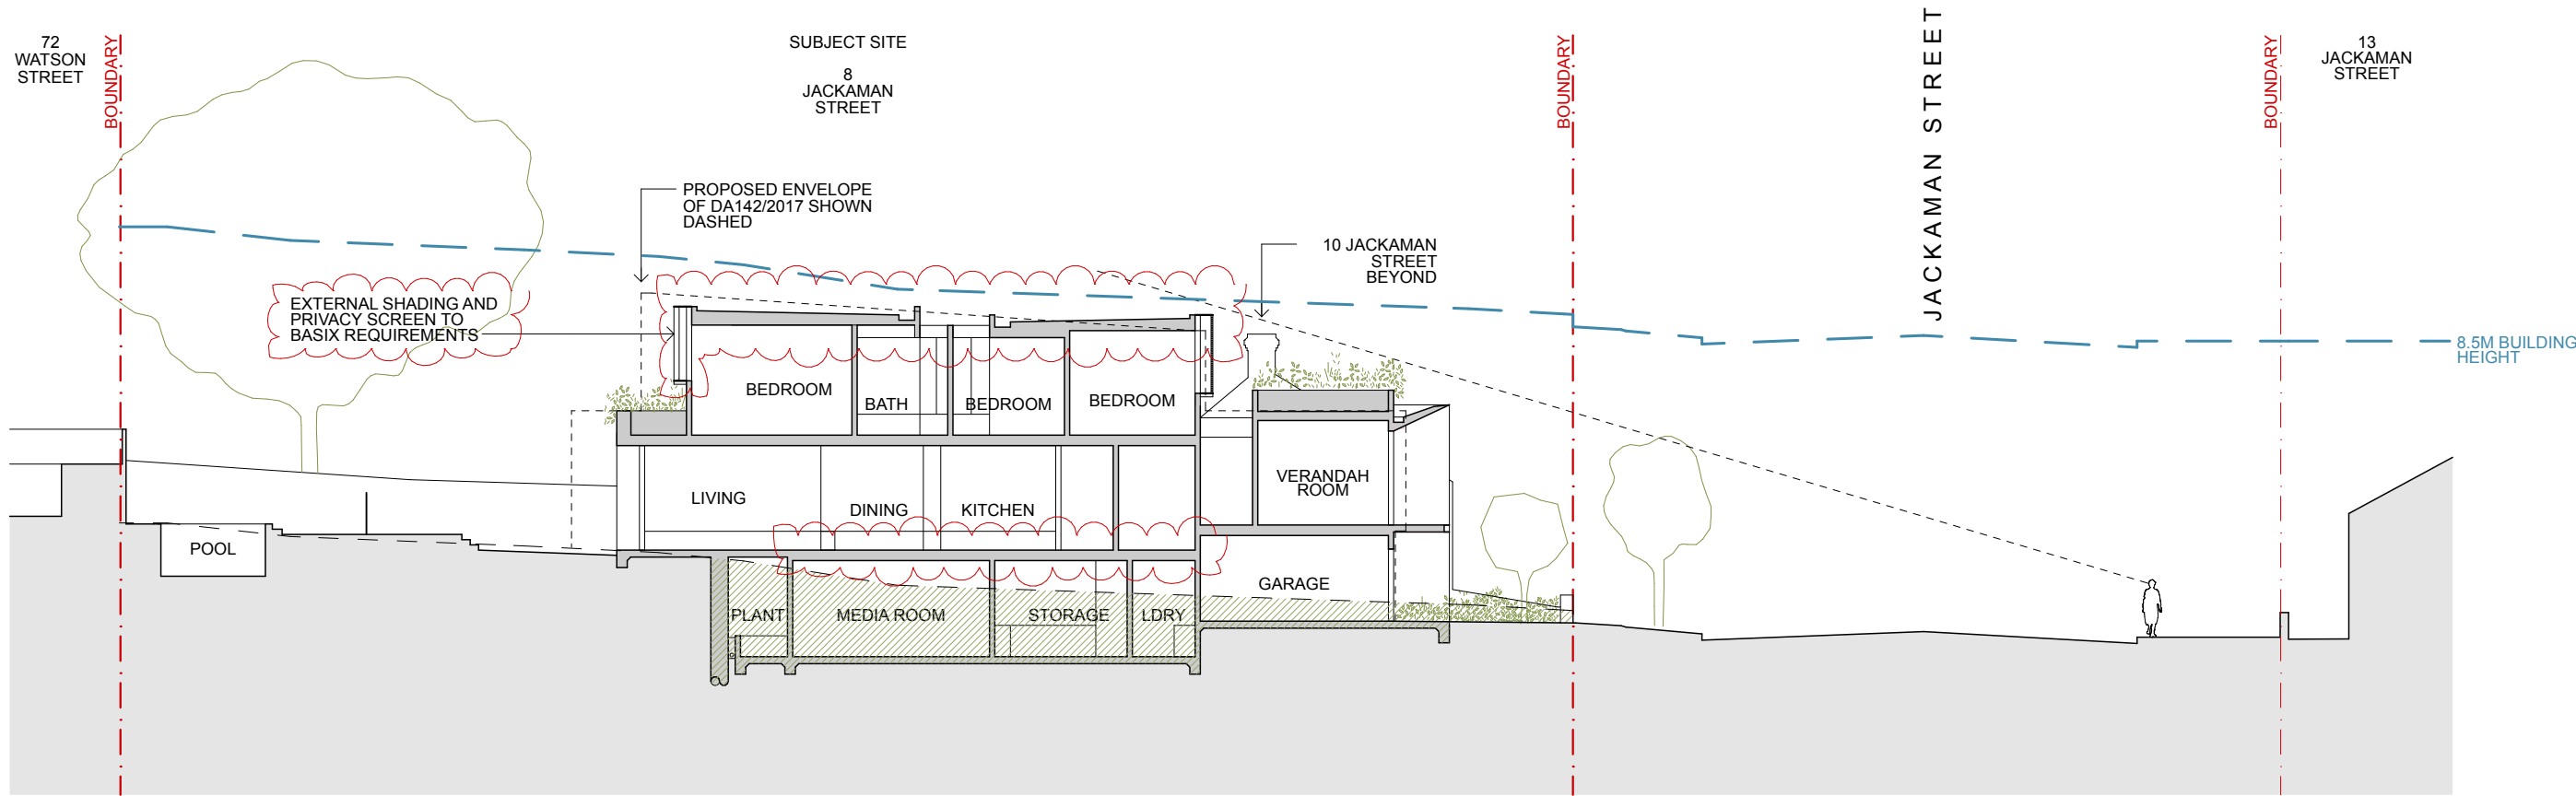 72
WATSON
STREET
BOUNDARY
SUBJECT SITE
8
JACKAMAN
STREET
BOUNDARY
JACKAMAN STREET
BOUNDARY
13
JACKAMAN
STREET
PROPOSED ENVELOPE
OF DA142/2017 SHOWN
DASHED
10 JACKAMAN
STREET
BEYOND
EXTERNAL SHADING AND
PRIVACY SCREEN TO
BASIX REQUIREMENTS
8.5M BUILDING
HEIGHT
BEDROOM
BATH
BEDROOM
BEDROOM
LIVING
DINING
KITCHEN
VERANDAH
ROOM
POOL
GARAGE
PLANT
MEDIA ROOM
STORAGE
LDRY